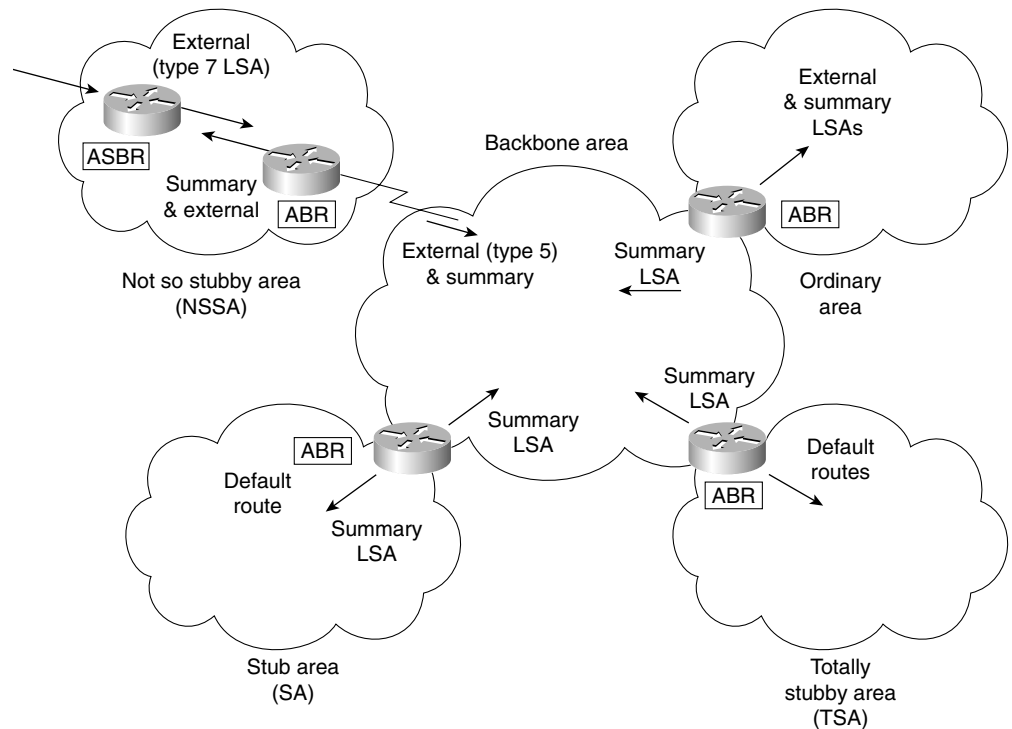 External
(type 7 LSA)
ASBR
Summary
& external
ABR
Not so stubby area
(NSSA)
Backbone area
External (type 5)
& summary
Summary
LSA
External
& summary
LSAs
ABR
Ordinary
area
Summary
LSA
Summary
LSA
ABR
Default
route
Summary
LSA
Stub area
(SA)
Default
routes
ABR
Totally
stubby area
(TSA)